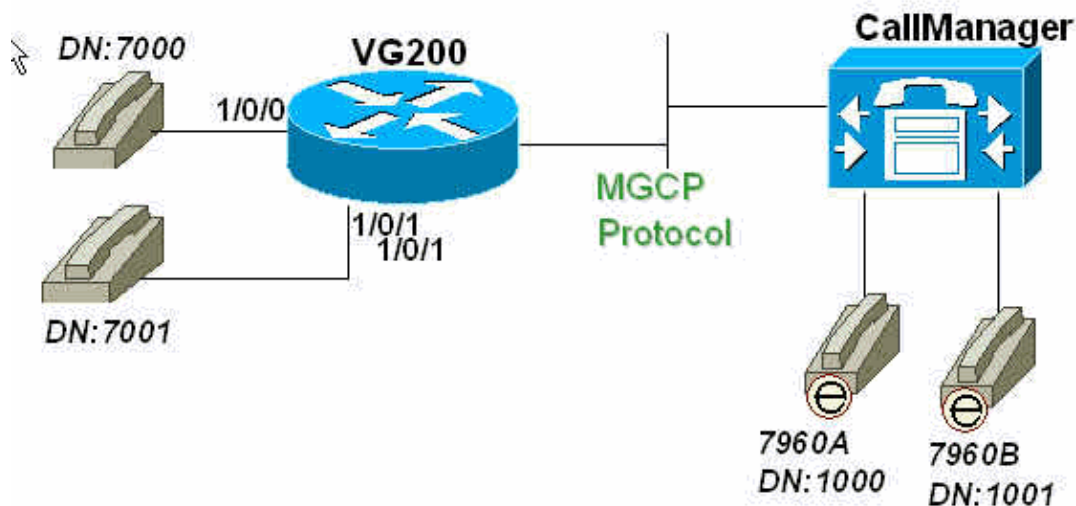 DN:7000
VG200
CallManager
1/0/0
MGCP
Protocol
1/0/1
1/0/1
DN:7001
e
e
7960A
DN:1000
7960B
DN:1001